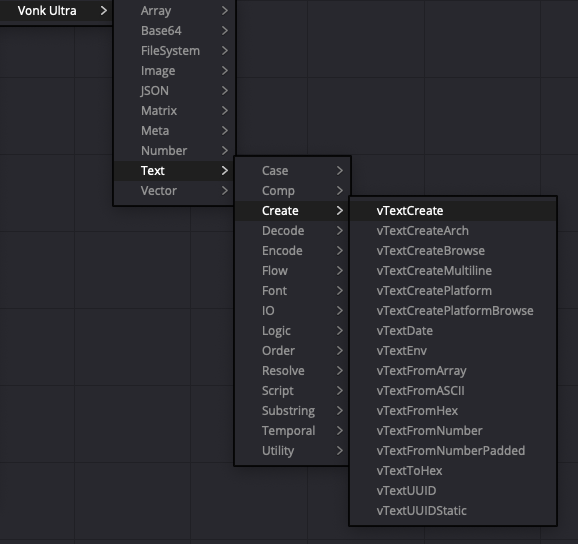 Vonk Ultra
Array
Base64
FileSystem
Image
JSON
Matrix
Meta
Number
Text
Vector
Case
Comp
Create
Decode
Encode
Flow
Font
IO
Logic
Order
Resolve
Script
Substring
Temporal
Utility
vTextCreate
vTextCreateArch
vTextCreateBrowse
vTextCreateMultiline
vTextCreatePlatform
vTextCreatePlatformBrowse
vTextDate
vTextEnv
vTextFromArray
vTextFromASCII
vTextFromHex
vTextFromNumber
vTextFromNumberPadded
vTextToHex
vTextUUID
vTextUUIDStatic